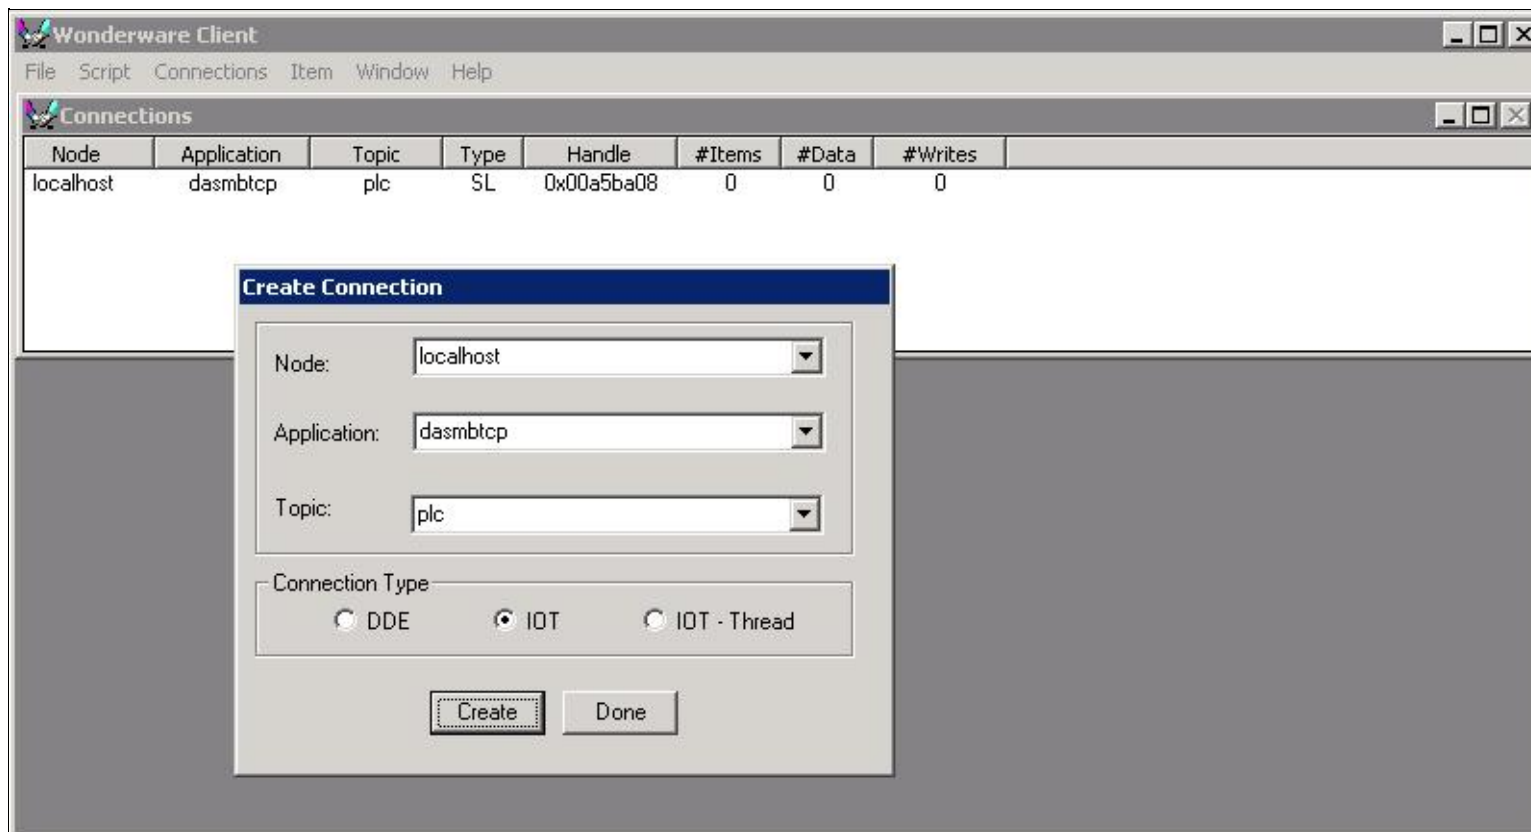 Wonderware Client
File Script Connections Item Window Help
Connections
Node Application Topic Type Handle #Items #Data #Writes
localhost dasmbtcp plc SL 0x00a5ba08 0 0 0
Create Connection
Node: localhost
Application: dasmbtcp
Topic: plc
Connection Type
DDE IOT IOT - Thread
Create Done